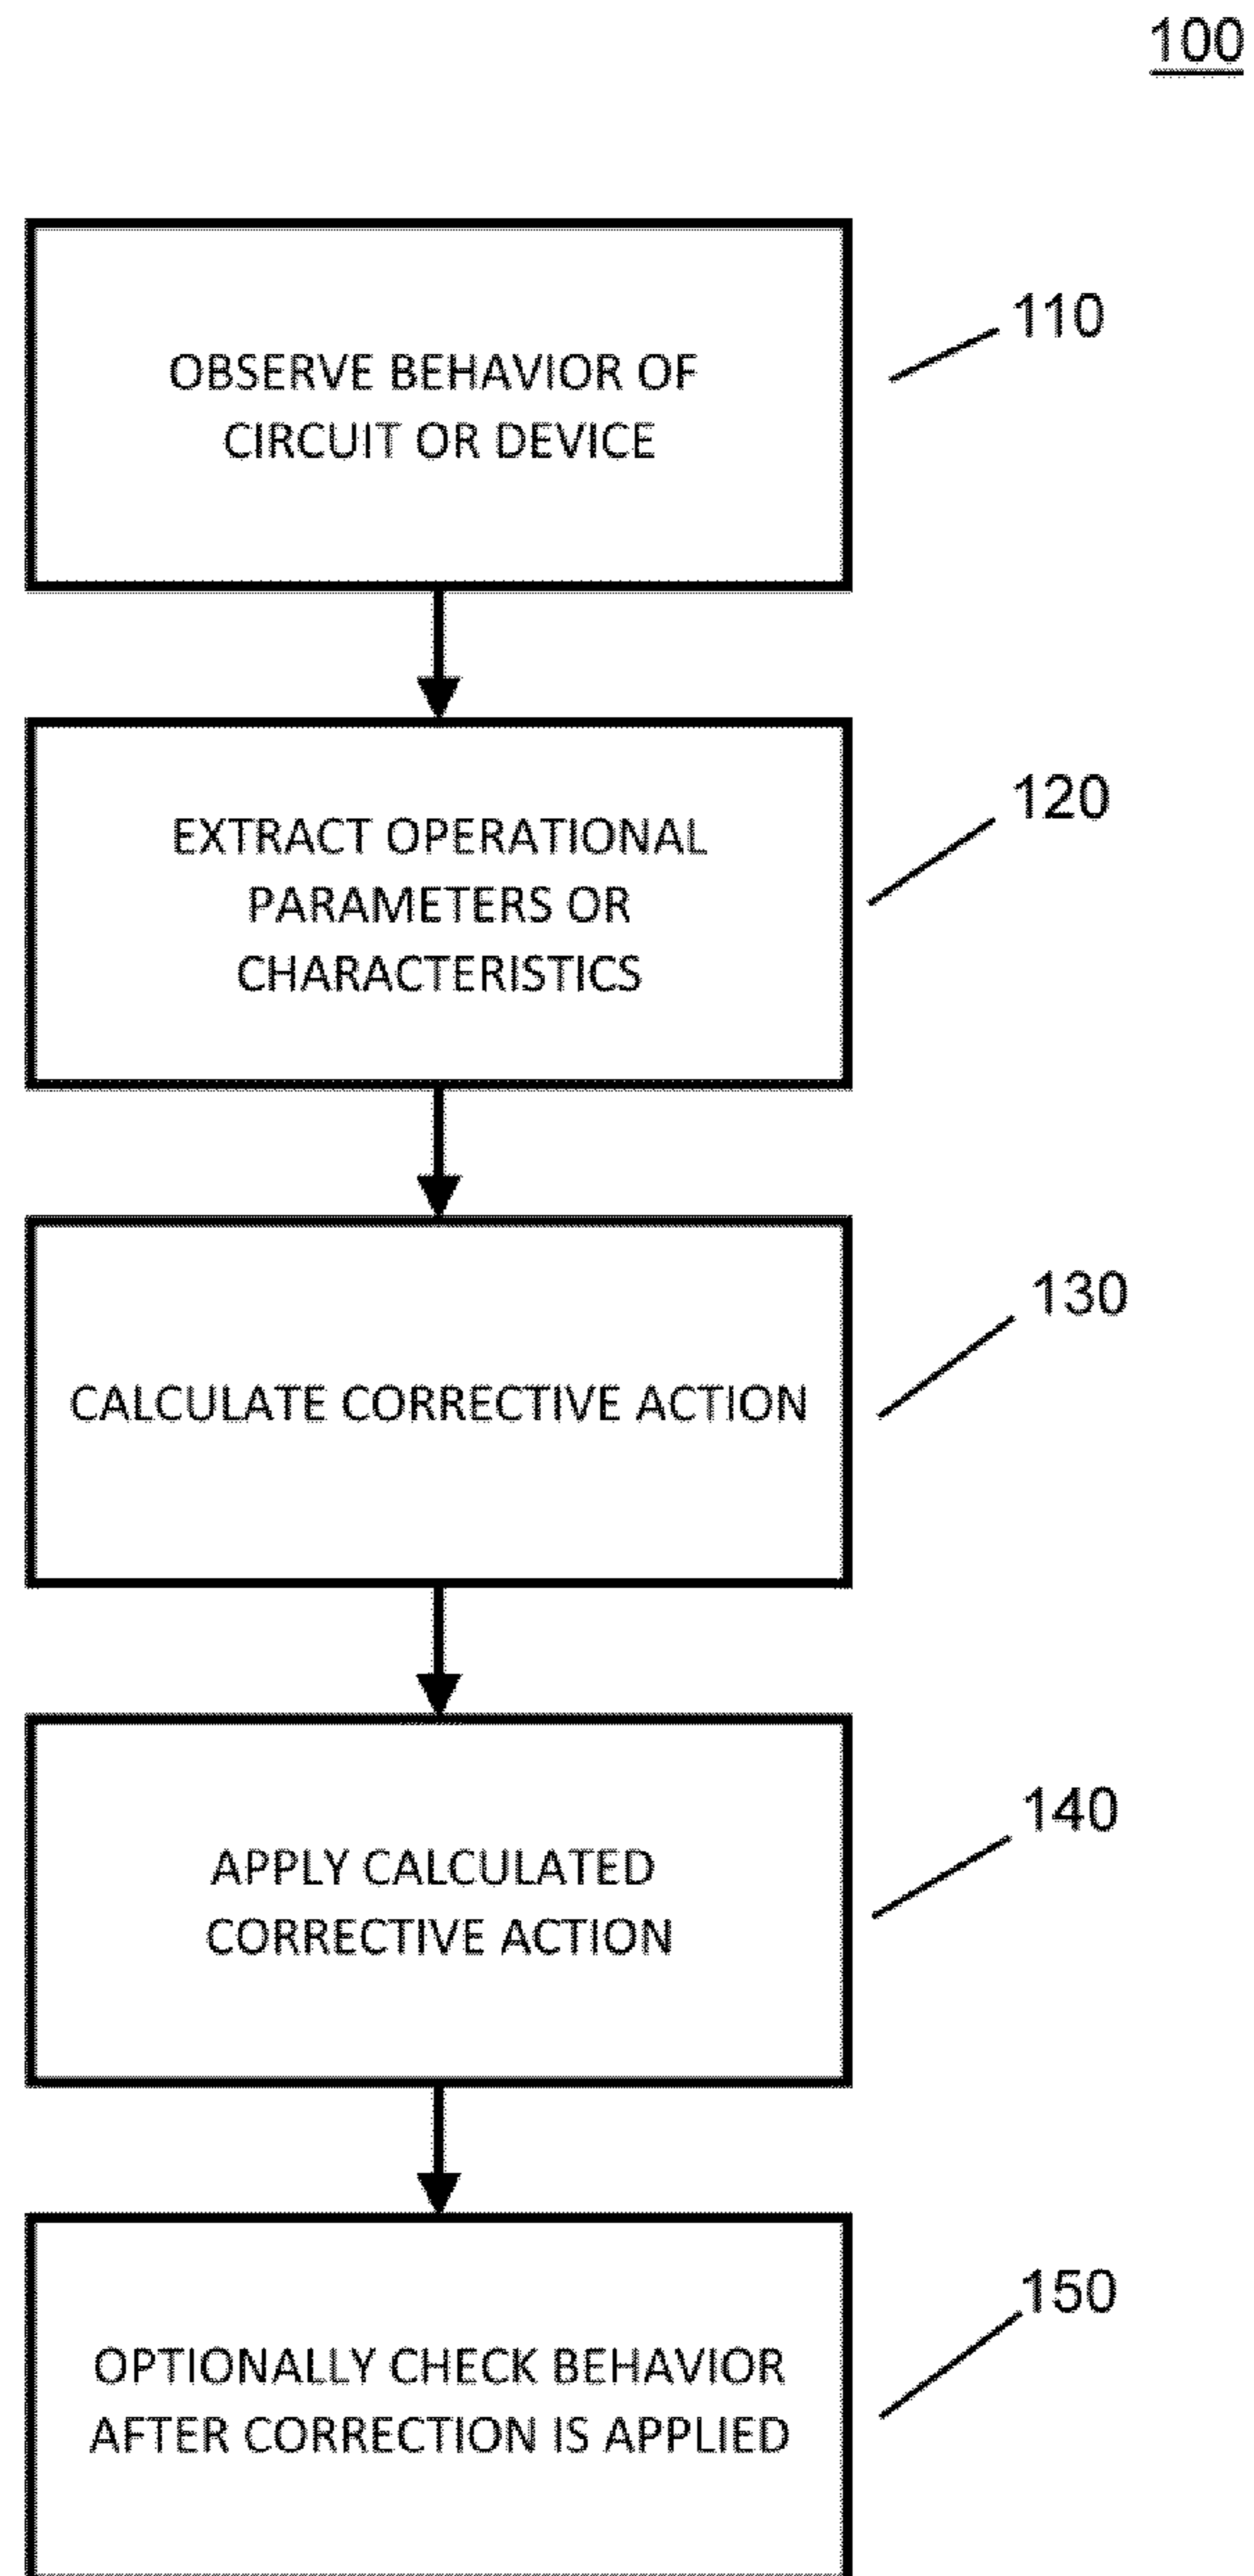 100
OBSERVE BEHAVIOR OF
CIRCUIT OR DEVICE
110
EXTRACT OPERATIONAL
PARAMETERS OR
CHARACTERISTICS
120
CALCULATE CORRECTIVE ACTION
130
APPLY CALCULATED
CORRECTIVE ACTION
140
OPTIONALLY CHECK BEHAVIOR
AFTER CORRECTION IS APPLIED
150